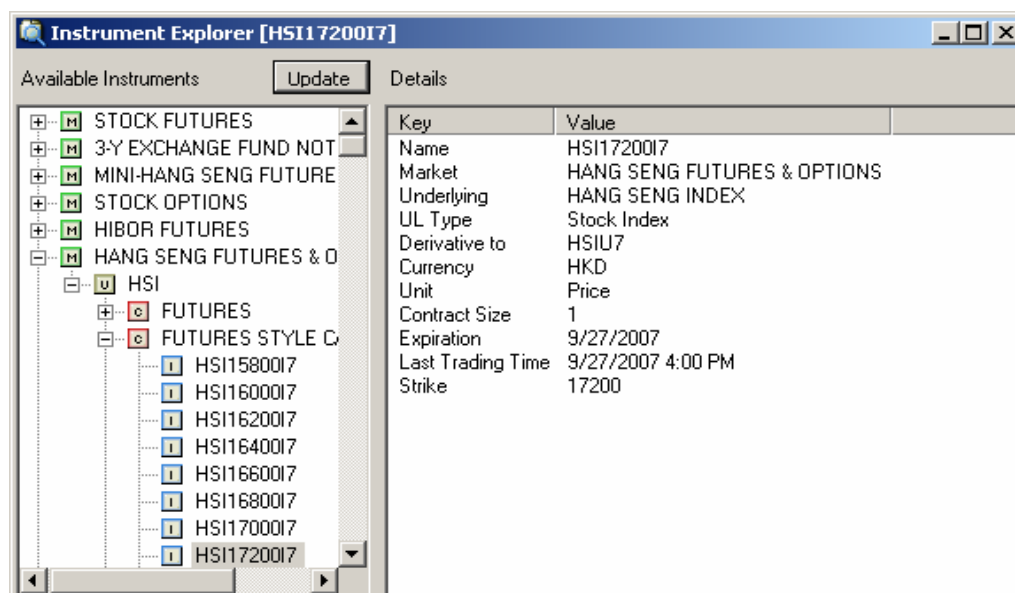 Instrument Explorer [HSI17200I7]
Available Instruments
Update
Details
M STOCK FUTURES
M 3-Y EXCHANGE FUND NOT
M MINI-HANG SENG FUTURE
M STOCK OPTIONS
M HIBOR FUTURES
M HANG SENG FUTURES & O
U HSI
C FUTURES
C FUTURES STYLE CA
I HSI15800I7
I HSI16000I7
I HSI16200I7
I HSI16400I7
I HSI16600I7
I HSI16800I7
I HSI17000I7
I HSI17200I7
Key Value
Name HSI17200I7
Market HANG SENG FUTURES & OPTIONS
Underlying HANG SENG INDEX
UL Type Stock Index
Derivative to HSIU7
Currency HKD
Unit Price
Contract Size 1
Expiration 9/27/2007
Last Trading Time 9/27/2007 4:00 PM
Strike 17200